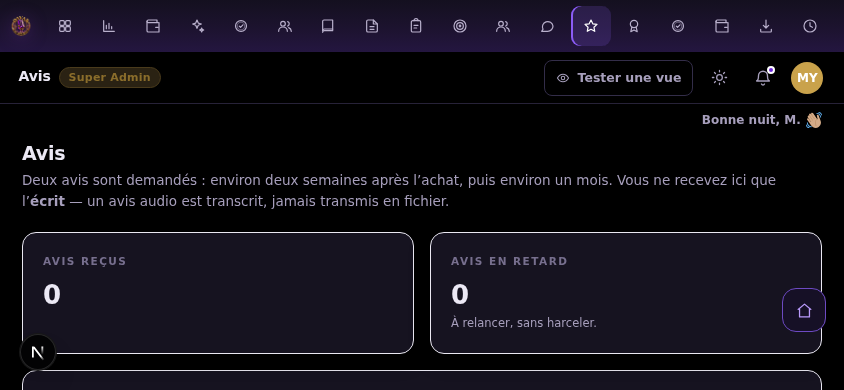 Avis
Super Admin
Tester une vue
MY
Bonne nuit, M. 👋🏼
Avis
Deux avis sont demandés : environ deux semaines après l’achat, puis environ un mois. Vous ne recevez ici que
l’écrit — un avis audio est transcrit, jamais transmis en fichier.
AVIS REÇUS
0
AVIS EN RETARD
0
À relancer, sans harceler.
N